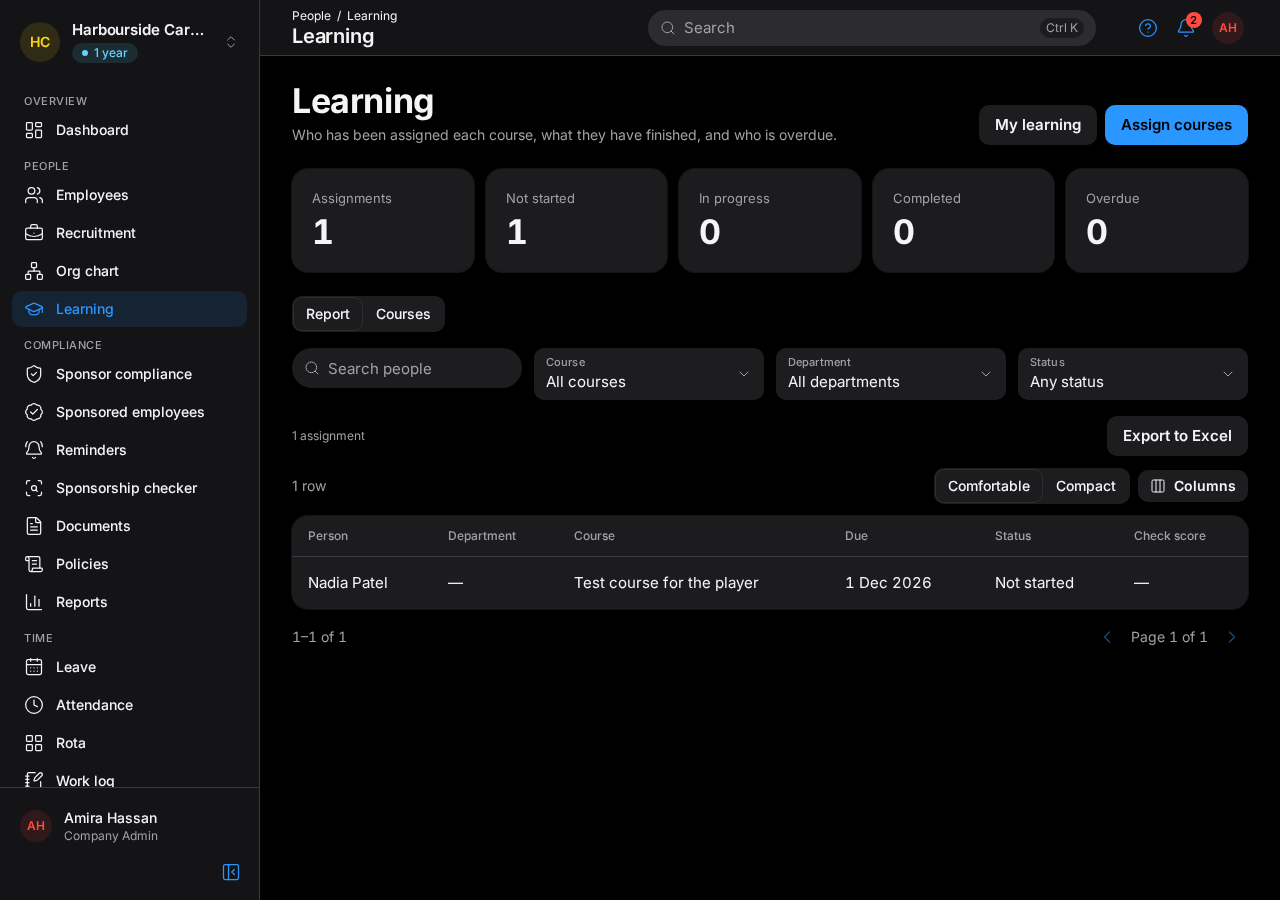 HC
Harbourside Car...
1 year
OVERVIEW
Dashboard
PEOPLE
Employees
Recruitment
Org chart
Learning
COMPLIANCE
Sponsor compliance
Sponsored employees
Reminders
Sponsorship checker
Documents
Policies
Reports
TIME
Leave
Attendance
Rota
Work log
AH
Amira Hassan
Company Admin
People / Learning
Learning
Search
Ctrl K
2
AH
Learning
Who has been assigned each course, what they have finished, and who is overdue.
My learning
Assign courses
Assignments
1
Not started
1
In progress
0
Completed
0
Overdue
0
Report
Courses
Search people
Course
All courses
Department
All departments
Status
Any status
1 assignment
Export to Excel
1 row
Comfortable
Compact
Columns
Person Department Course Due Status Check score
Nadia Patel — Test course for the player 1 Dec 2026 Not started —
1–1 of 1
Page 1 of 1